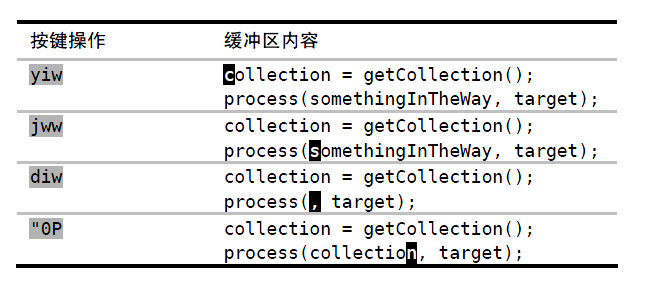 按键操作 缓冲区内容
yiw collection = getCollection();
process(somethingInTheWay, target);
jww collection = getCollection();
process(somethingInTheWay, target);
diw collection = getCollection();
process(, target);
"0P collection = getCollection();
process(collection, target);